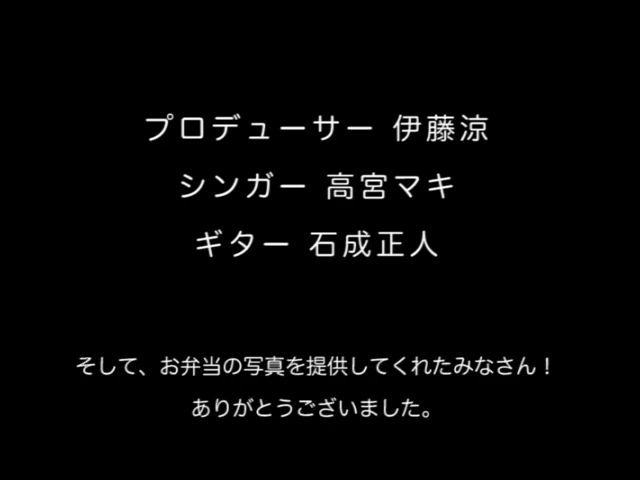 プロデューサー 伊藤涼
シンガー 高宮マキ
ギター 石成正人
そして、お弁当の写真を提供してくれたみなさん！
ありがとうございました。